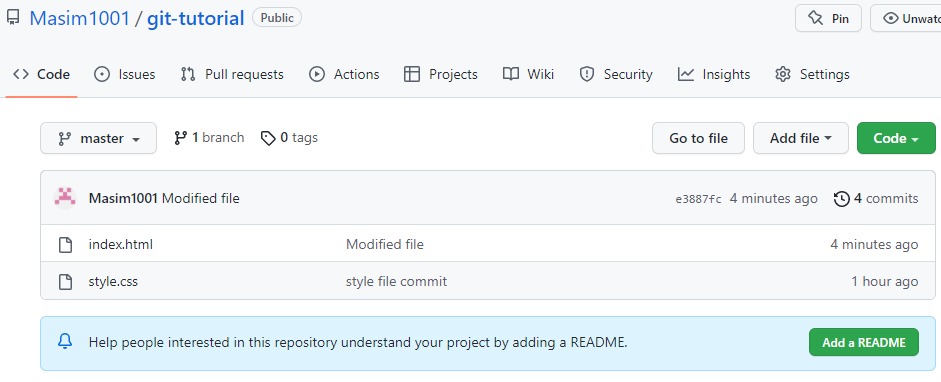 Masim1001 / git-tutorial Public Pin Unwatc
Code Issues Pull requests Actions Projects Wiki Security Insights Settings
master 1 branch 0 tags Go to file Add file Code
Masim1001 Modified file e3887fc 4 minutes ago 4 commits
index.html Modified file 4 minutes ago
style.css style file commit 1 hour ago
Help people interested in this repository understand your project by adding a README. Add a README